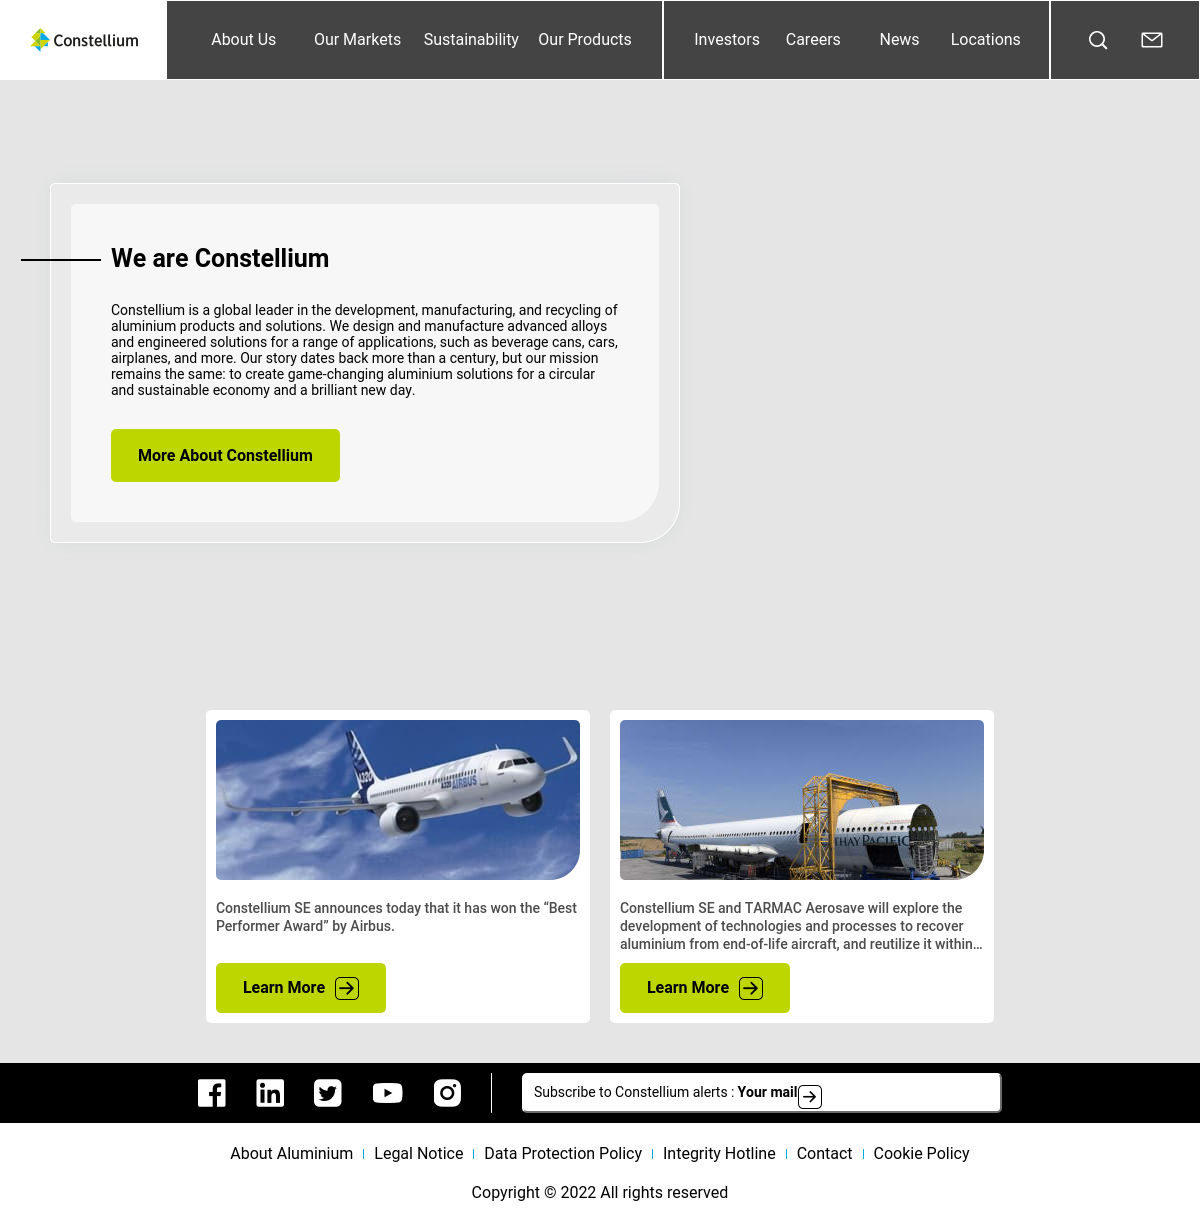 Constellium
About Us
Our Markets
Sustainability
Our Products
Investors
Careers
News
Locations
We are Constellium
Constellium is a global leader in the development, manufacturing, and recycling of
aluminium products and solutions. We design and manufacture advanced alloys
and engineered solutions for a range of applications, such as beverage cans, cars,
airplanes, and more. Our story dates back more than a century, but our mission
remains the same: to create game-changing aluminium solutions for a circular
and sustainable economy and a brilliant new day.
More About Constellium
A320 AIRBUS
Constellium SE announces today that it has won the “Best
Performer Award” by Airbus.
Learn More
Constellium SE and TARMAC Aerosave will explore the
development of technologies and processes to recover
aluminium from end-of-life aircraft, and reutilize it within…
Learn More
Subscribe to Constellium alerts : Your mail
About Aluminium
Legal Notice
Data Protection Policy
Integrity Hotline
Contact
Cookie Policy
Copyright © 2022 All rights reserved